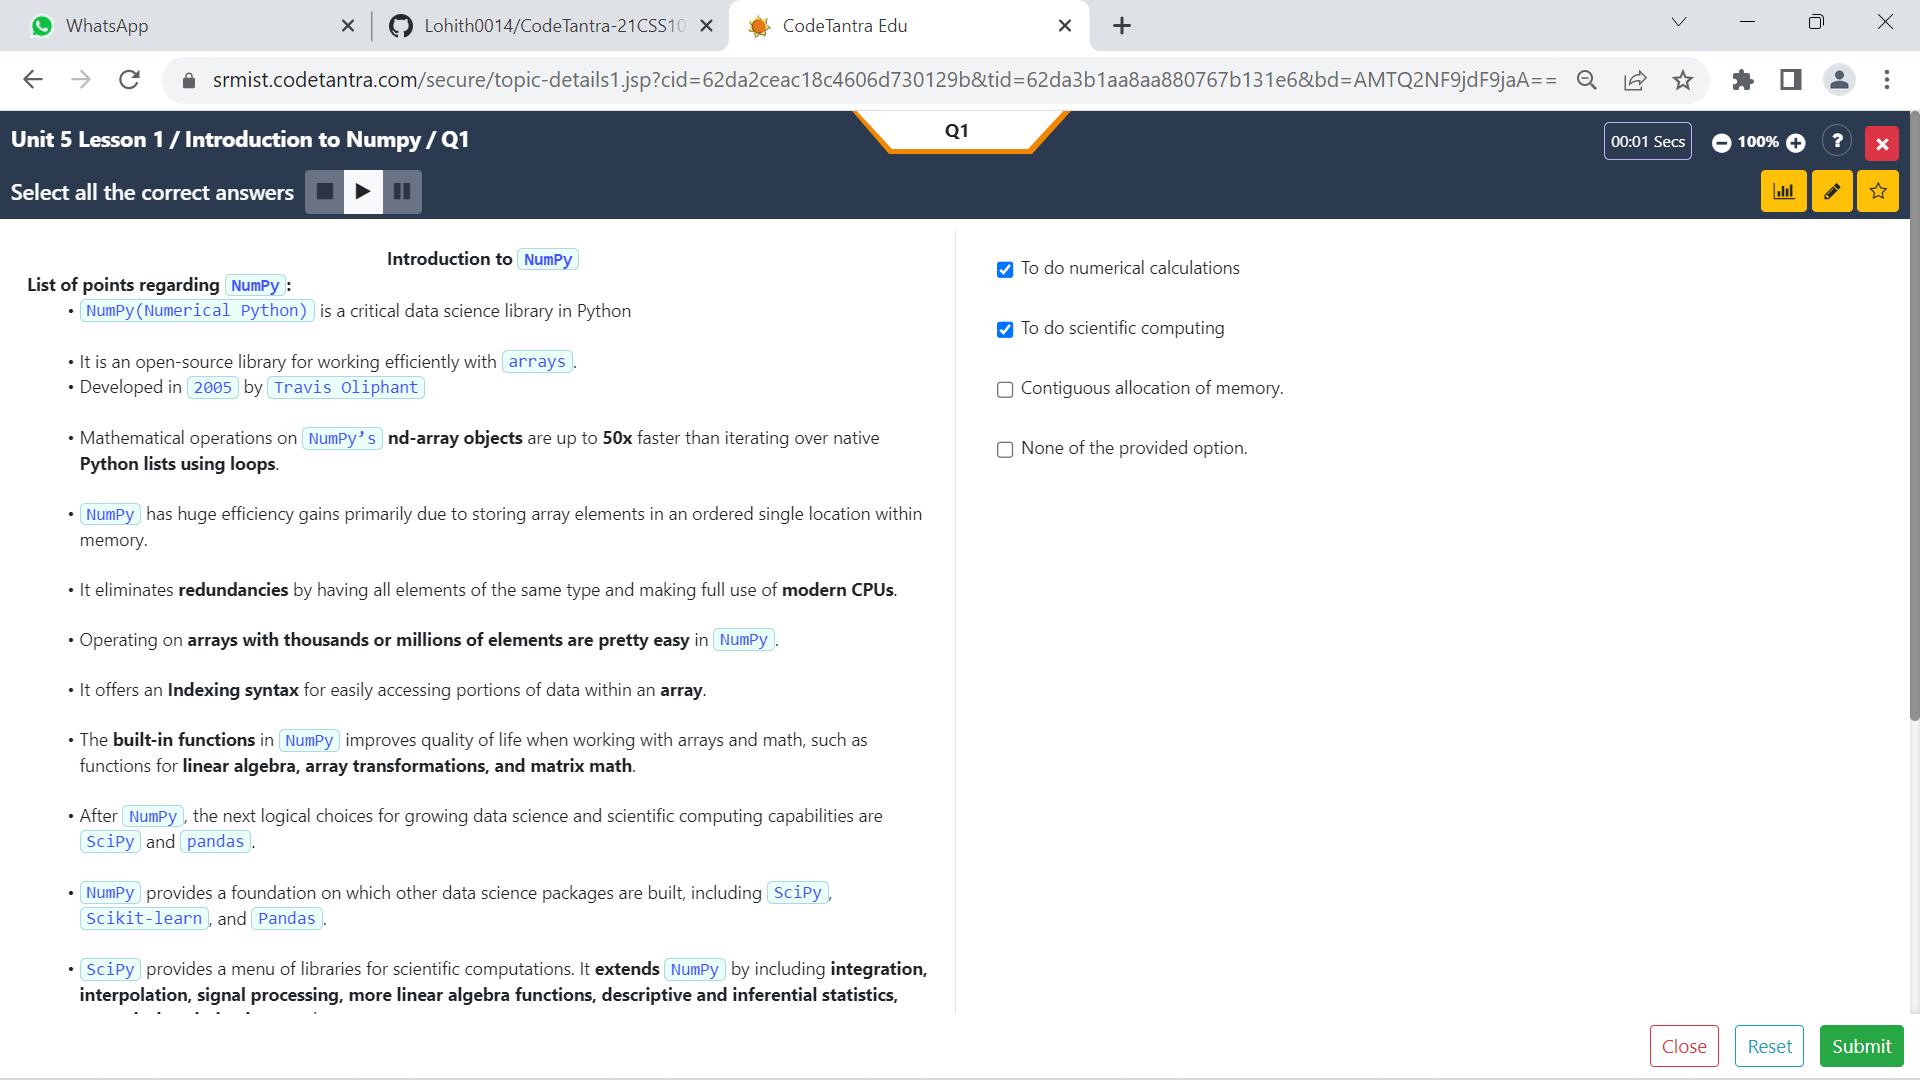 WhatsApp
Lohith0014/CodeTantra-21CSS10
CodeTantra Edu
srmist.codetantra.com/secure/topic-details1.jsp?cid=62da2ceac18c4606d730129b&tid=62da3b1aa8aa880767b131e6&bd=AMTQ2NF9jdF9jaA==
Unit 5 Lesson 1 / Introduction to Numpy / Q1
Q1
00:01 Secs
100%
?
Select all the correct answers
Introduction to NumPy
List of points regarding NumPy :
• NumPy(Numerical Python) is a critical data science library in Python
• It is an open-source library for working efficiently with arrays .
• Developed in 2005 by Travis Oliphant
• Mathematical operations on NumPy’s nd-array objects are up to 50x faster than iterating over native
Python lists using loops.
• NumPy has huge efficiency gains primarily due to storing array elements in an ordered single location within
memory.
• It eliminates redundancies by having all elements of the same type and making full use of modern CPUs.
• Operating on arrays with thousands or millions of elements are pretty easy in NumPy .
• It offers an Indexing syntax for easily accessing portions of data within an array.
• The built-in functions in NumPy improves quality of life when working with arrays and math, such as
functions for linear algebra, array transformations, and matrix math.
• After NumPy , the next logical choices for growing data science and scientific computing capabilities are
SciPy and pandas .
• NumPy provides a foundation on which other data science packages are built, including SciPy ,
Scikit-learn , and Pandas .
• SciPy provides a menu of libraries for scientific computations. It extends NumPy by including integration,
interpolation, signal processing, more linear algebra functions, descriptive and inferential statistics,
To do numerical calculations
To do scientific computing
Contiguous allocation of memory.
None of the provided option.
Close
Reset
Submit